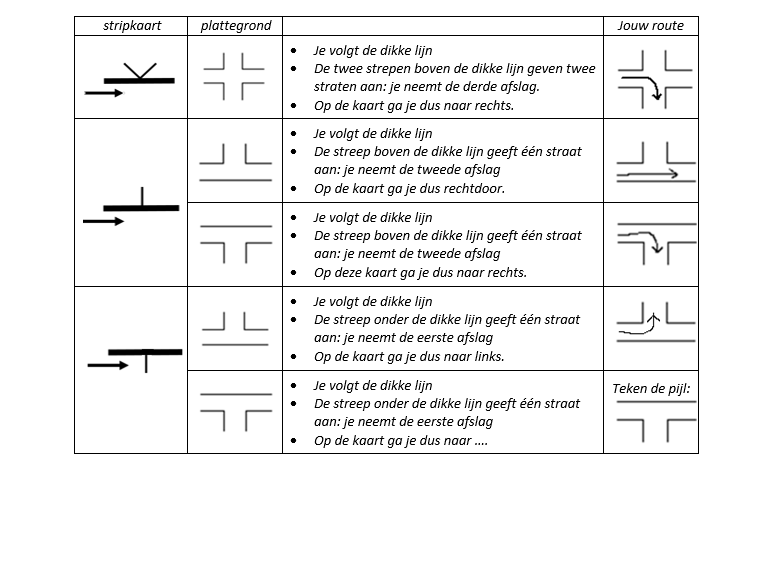 stripkaart plattegrond Jouw route
• Je volgt de dikke lijn
• De twee strepen boven de dikke lijn geven twee
straten aan: je neemt de derde afslag.
• Op de kaart ga je dus naar rechts.
• Je volgt de dikke lijn
• De streep boven de dikke lijn geeft één straat
aan: je neemt de tweede afslag
• Op de kaart ga je dus rechtdoor.
• Je volgt de dikke lijn
• De streep boven de dikke lijn geeft één straat
aan: je neemt de tweede afslag
• Op deze kaart ga je dus naar rechts.
• Je volgt de dikke lijn
• De streep onder de dikke lijn geeft één straat
aan: je neemt de eerste afslag
• Op de kaart ga je dus naar links.
• Je volgt de dikke lijn
• De streep onder de dikke lijn geeft één straat
aan: je neemt de eerste afslag
• Op de kaart ga je dus naar ....
Teken de pijl: